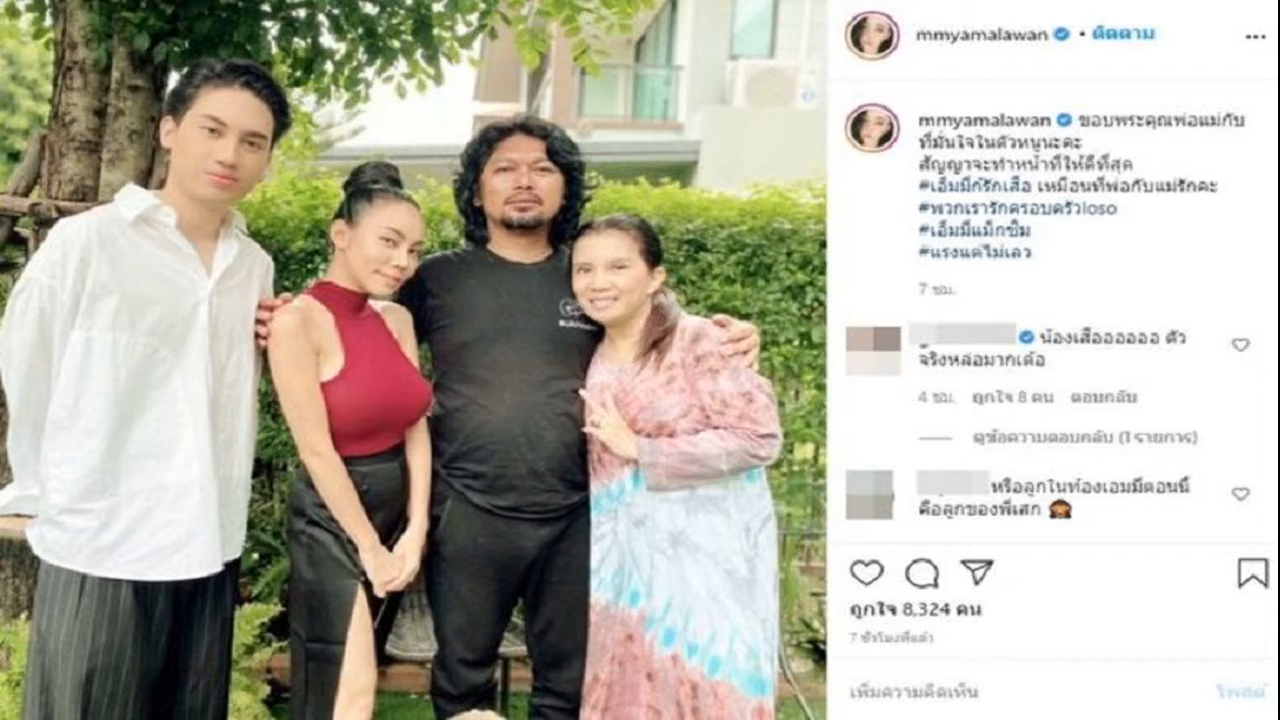 mmyamalawan • ติดตาม
mmyamalawan ขอบพระคุณพ่อแม่กับ
ที่มั่นใจในตัวหนูนะคะ
สัญญาจะทำหน้าที่ให้ดีที่สุด
#เอ็มมี่ก็รักเสือ เหมือนที่พ่อกับแม่รักคะ
#พวกเรารักครอบครัวloso
#เอ็มมี่แม็กซิ่ม
#แรงแต่ไม่เลว
7 ชม.
น้องเสืออออออ ตัว
จริงหล่อมากเด้อ
4 ชม. ถูกใจ 8 คน ตอบกลับ
ดูข้อความตอบกลับ (1 รายการ)
หรือลูกในท้องเอมมี่ตอนนี้
คือลูกของพี่เสก
ถูกใจ 8,324 คน
7 ชั่วโมงที่แล้ว
เพิ่มความคิดเห็น
โพสต์